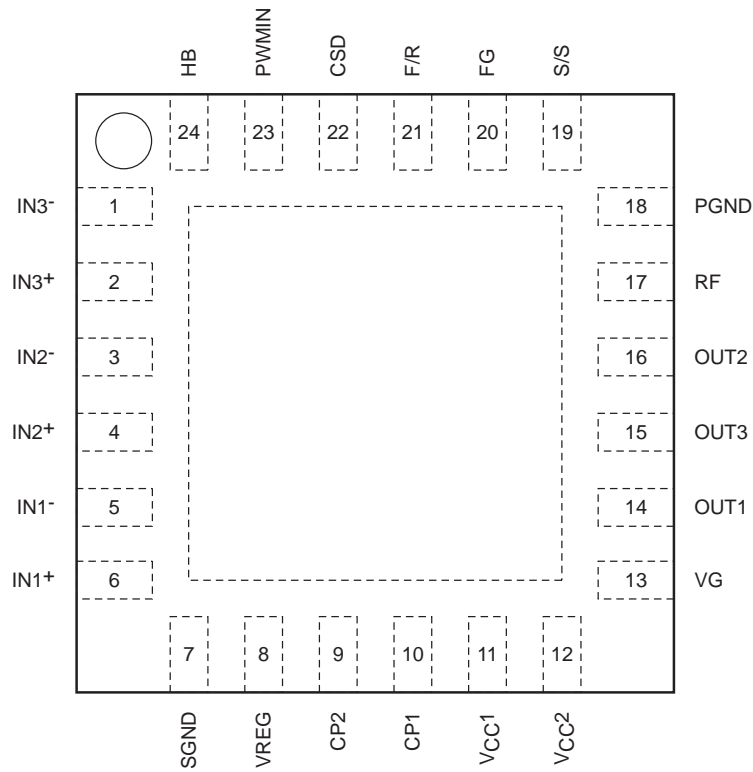 HB PWMIN CSD F/R FG S/S
24 23 22 21 20 19
IN3- 1 18 PGND
IN3+ 2 17 RF
IN2- 3 16 OUT2
IN2+ 4 15 OUT3
IN1- 5 14 OUT1
IN1+ 6 13 VG
7 8 9 10 11 12
SGND VREG CP2 CP1 VCC1 VCC2